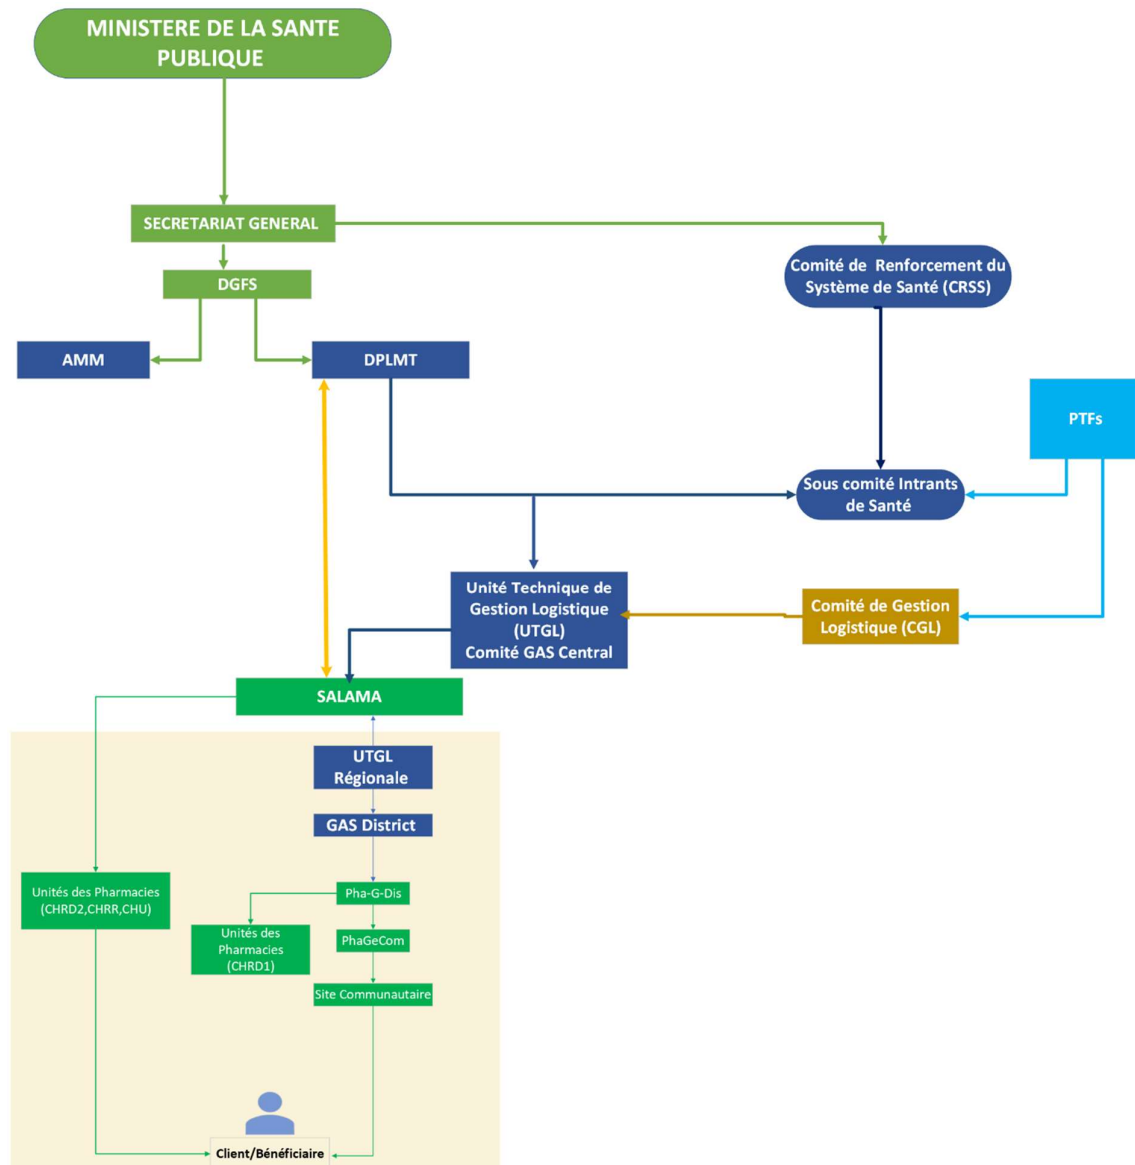 MINISTERE DE LA SANTE
PUBLIQUE
SECRETARIAT GENERAL
DGFS
Comité de  Renforcement du
Système de Santé (CRSS)
AMM
DPLMT
PTFs
Sous comité Intrants
de Santé
Unité Technique de
Gestion Logistique
(UTGL)
Comité GAS Central
Comité de Gestion
Logistique (CGL)
SALAMA
UTGL
Régionale
GAS District
Unités des Pharmacies
(CHRD2,CHRR,CHU)
Pha-G-Dis
Unités des
Pharmacies
(CHRD1)
PhaGeCom
Site Communautaire
Client/Bénéficiaire